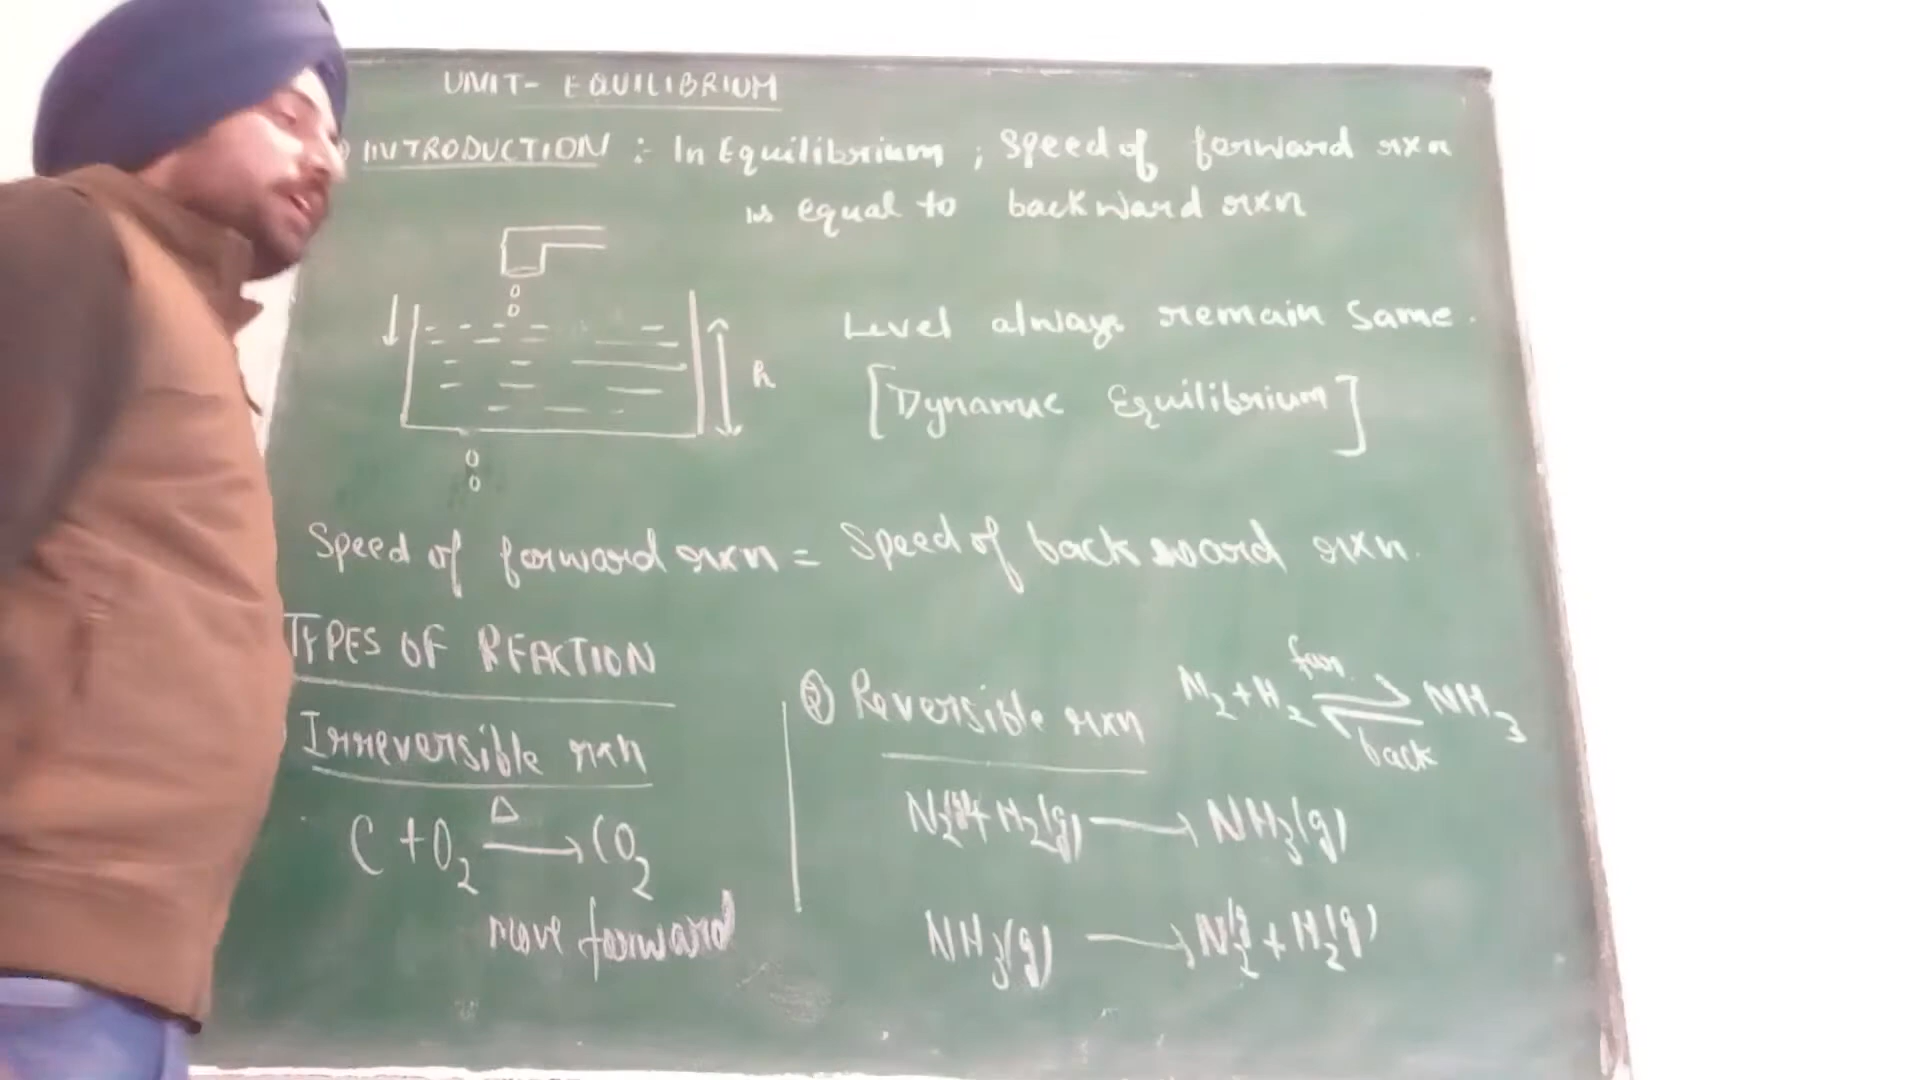 UNIT- EQUILIBRIUM
INTRODUCTION :- In Equilibrium ; Speed of forward rxn
is equal to backward rxn
h
Level always remain Same.
[Dynamic Equilibrium]
Speed of forward rxn = Speed of backward rxn.
TYPES OF REACTION
Irreversible rxn
C + O2 Δ⟶ CO2
move forward
② Reversible rxn
for
N2 + H2 ⇌ NH3
back
N2(g) + H2(g) ⟶ NH3(g)
NH3(g) ⟶ N2(g) + H2(g)